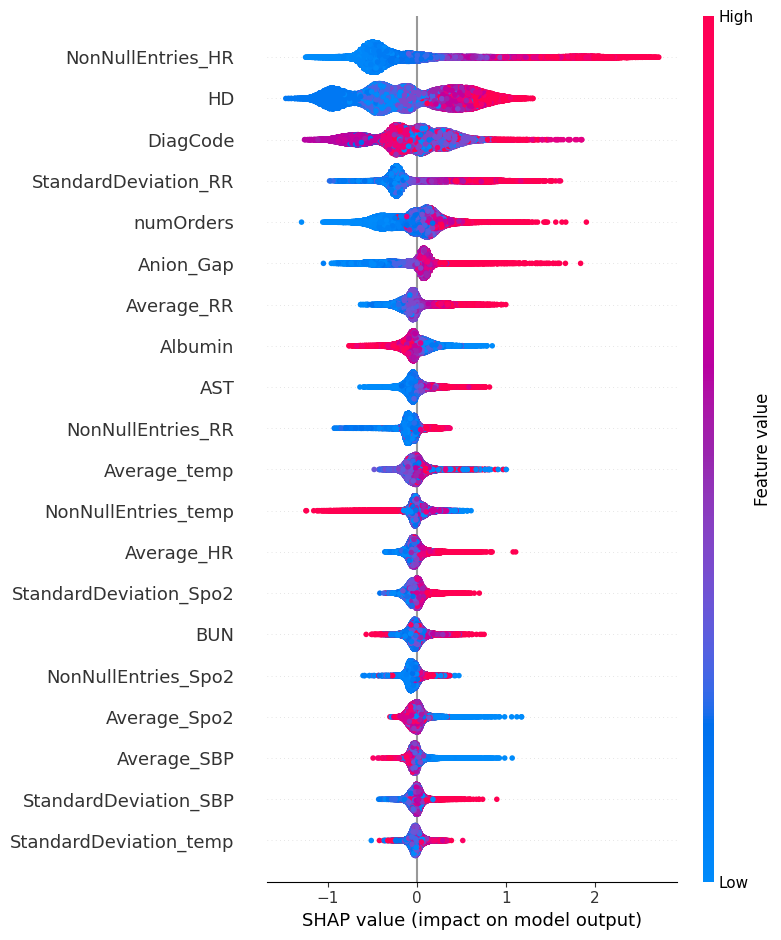 High
NonNullEntries_HR
HD
DiagCode
StandardDeviation_RR
numOrders
Anion_Gap
Average_RR
Albumin
AST
NonNullEntries_RR
Average_temp
NonNullEntries_temp
Average_HR
StandardDeviation_Spo2
BUN
NonNullEntries_Spo2
Average_Spo2
Average_SBP
StandardDeviation_SBP
StandardDeviation_temp
Feature value
Low
−1 0 1 2
SHAP value (impact on model output)